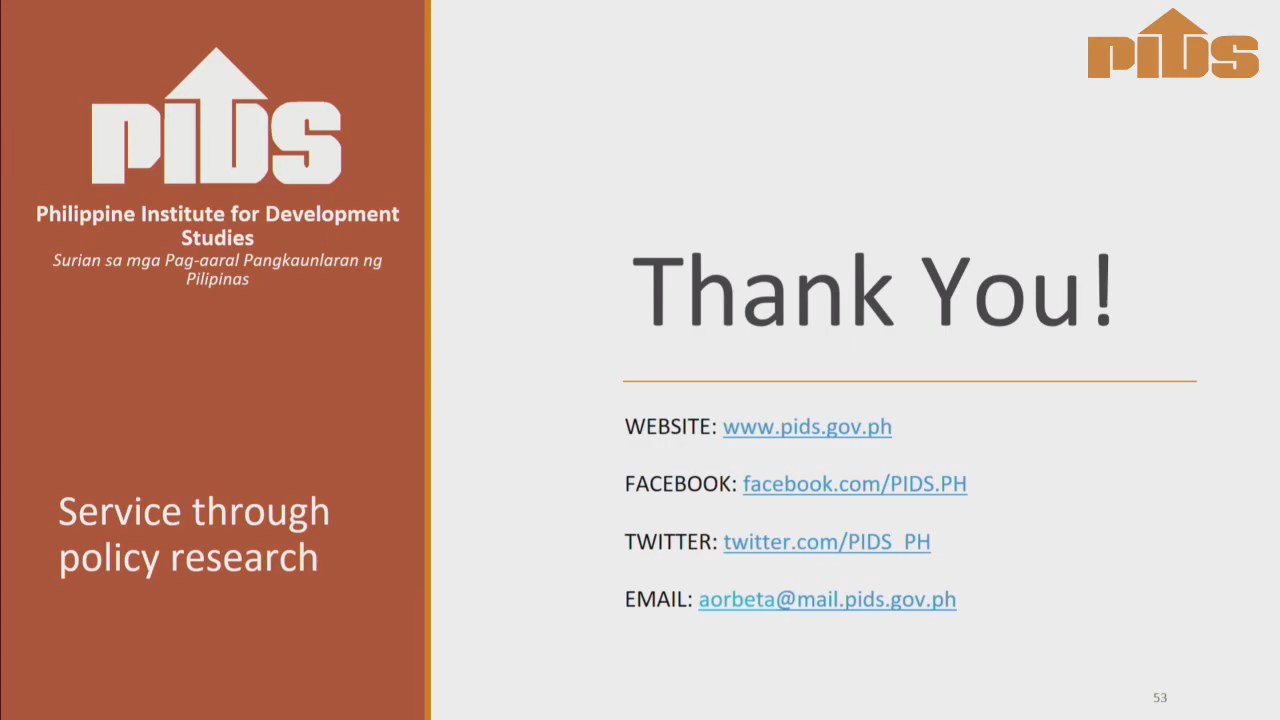 PIDS
Philippine Institute for Development
Studies
Surian sa mga Pag-aaral Pangkaunlaran ng
Pilipinas
Service through
policy research
PIDS
Thank You!
WEBSITE: www.pids.gov.ph
FACEBOOK: facebook.com/PIDS.PH
TWITTER: twitter.com/PIDS_PH
EMAIL: aorbeta@mail.pids.gov.ph
53